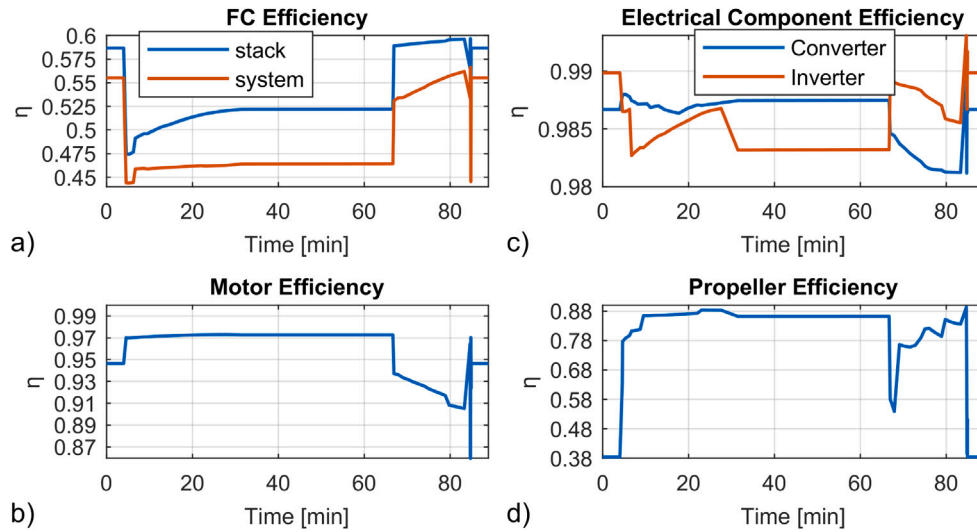 FC Efficiency
0.6
0.575
0.55
0.525
0.5
0.475
0.45
η
stack
system
0 20 40 60 80
Time [min]
a)
Electrical Component Efficiency
0.99
0.985
0.98
η
Converter
Inverter
0 20 40 60 80
Time [min]
c)
Motor Efficiency
0.99
0.97
0.95
0.93
0.91
0.89
0.87
η
0 20 40 60 80
Time [min]
b)
Propeller Efficiency
0.88
0.78
0.68
0.58
0.48
0.38
η
0 20 40 60 80
Time [min]
d)